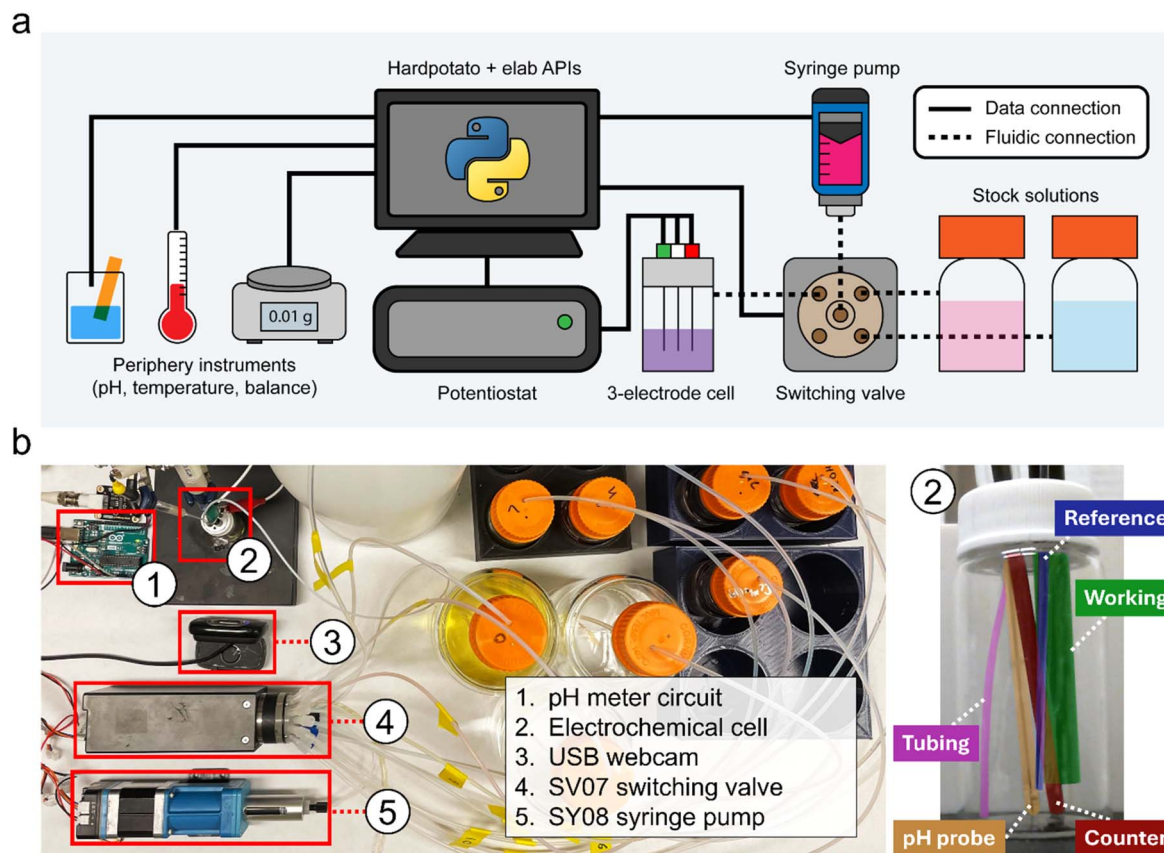 a
Hardpotato + elab APIs
Syringe pump
Data connection
Fluidic connection
Stock solutions
0.01 g
Periphery instruments
(pH, temperature, balance)
Potentiostat
3-electrode cell
Switching valve
b
1
2
3
4
5
1. pH meter circuit
2. Electrochemical cell
3. USB webcam
4. SV07 switching valve
5. SY08 syringe pump
2
Reference
Working
Tubing
pH probe
Counter